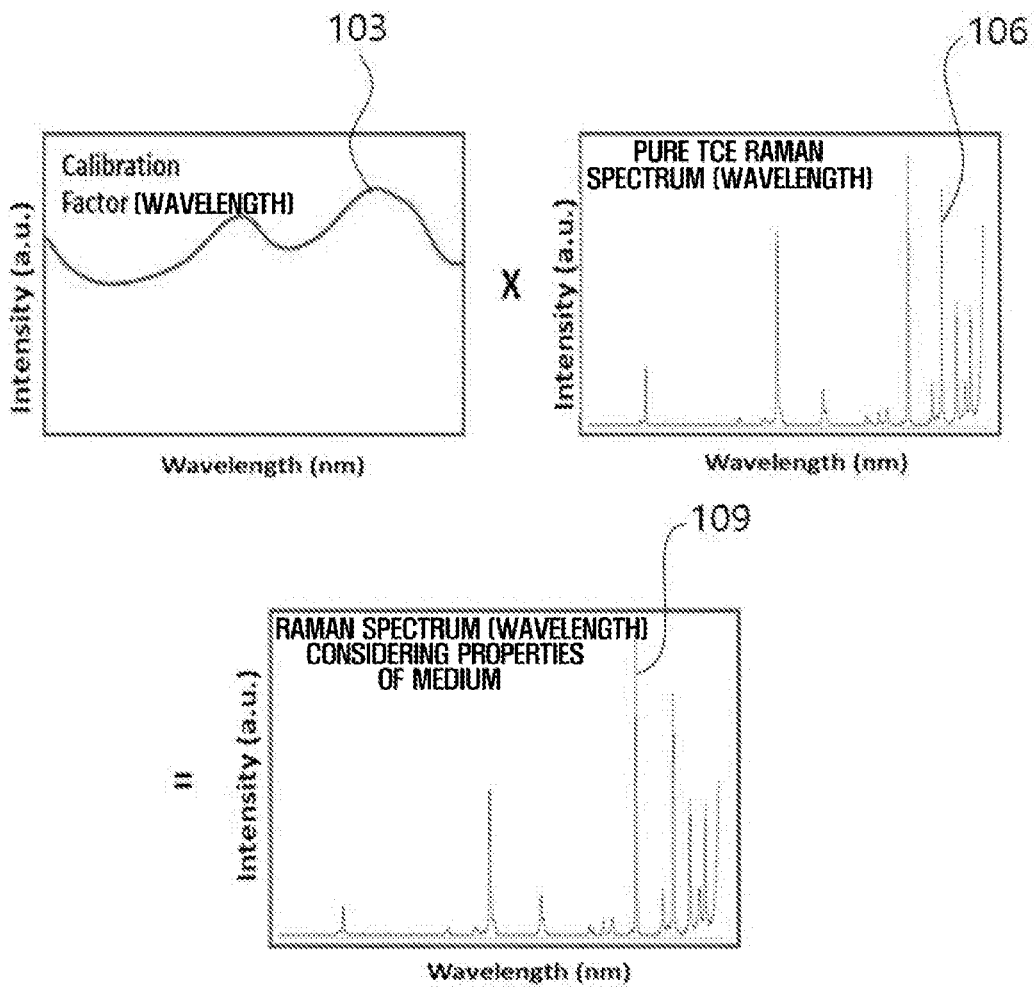 103
106
Calibration
Factor (WAVELENGTH)
Intensity (a.u.)
Wavelength (nm)
X
PURE TCE RAMAN
SPECTRUM (WAVELENGTH)
Intensity (a.u.)
Wavelength (nm)
109
=
RAMAN SPECTRUM (WAVELENGTH)
CONSIDERING PROPERTIES
OF MEDIUM
Intensity (a.u.)
Wavelength (nm)